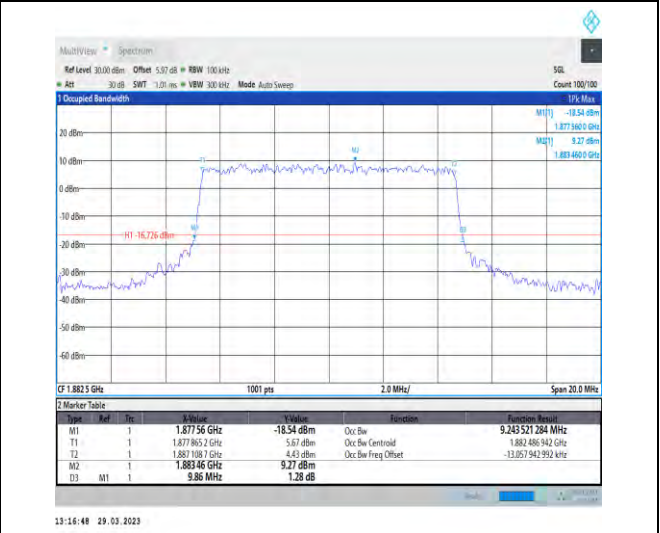 MultiView Spectrum
Ref Level 30.00 dBm Offset 5.97 dB RBW 100 kHz SGL
Att 30 dB SWT 1.01 ms VBW 300 kHz Mode Auto Sweep Count 100/100
1 Occupied Bandwidth 1Pk Max
M1[1] -18.54 dBm
1.877 560 0 GHz
20 dBm
M2[1] 9.27 dBm
1.883 460 0 GHz
M2
10 dBm
T1 T2
0 dBm
-10 dBm
H1 -16.726 dBm
-20 dBm
-30 dBm
-40 dBm
-50 dBm
-60 dBm
CF 1.882 5 GHz 1001 pts 2.0 MHz/ Span 20.0 MHz
2 Marker Table
Type Ref Trc X-Value Y-Value Function Function Result
M1 1 1.877 56 GHz -18.54 dBm Occ Bw 9.243 521 284 MHz
T1 1 1.877 865 2 GHz 5.67 dBm Occ Bw Centroid 1.882 486 942 GHz
T2 1 1.887 108 7 GHz 4.43 dBm Occ Bw Freq Offset -13.057 942 992 kHz
M2 1 1.883 46 GHz 9.27 dBm
D3 M1 1 9.86 MHz 1.28 dB
13:16:48 29.03.2023